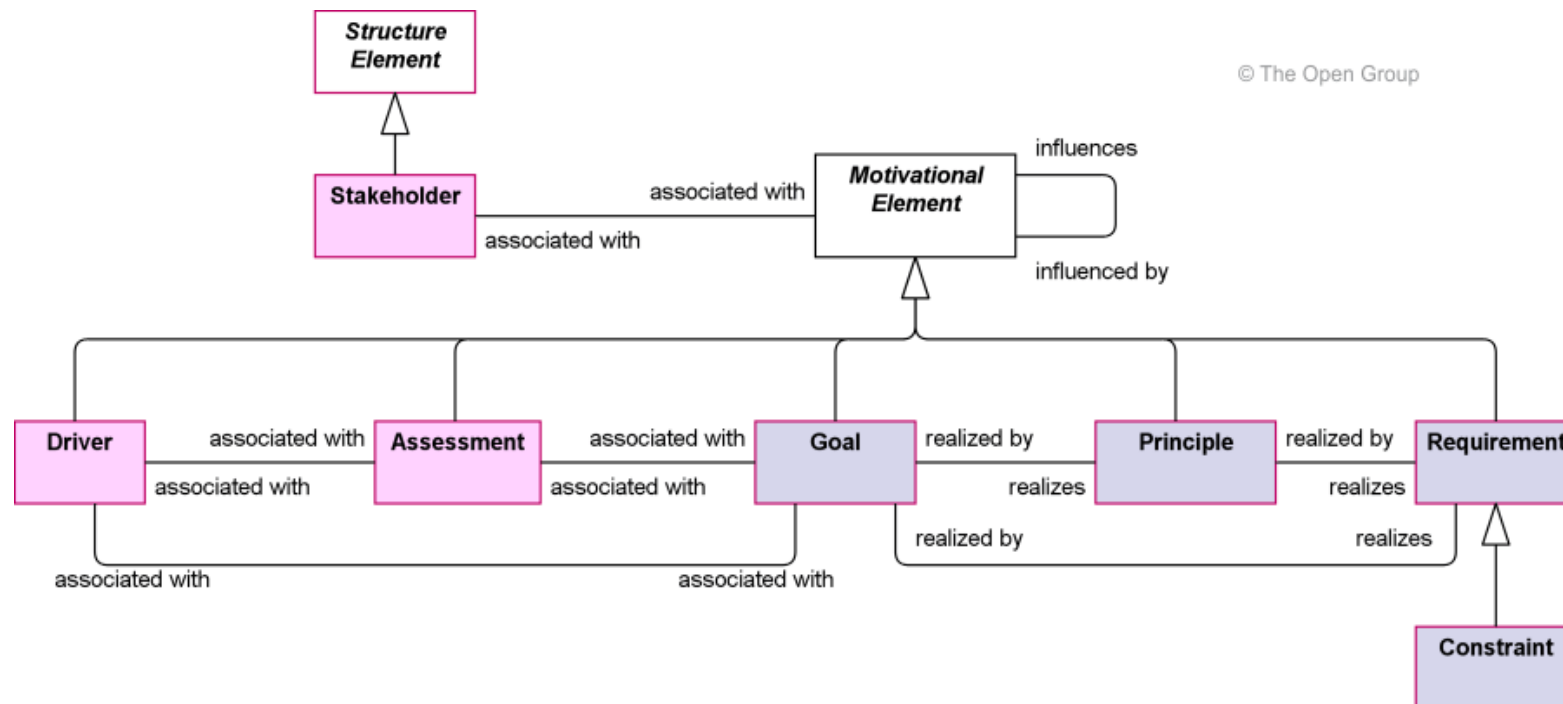 Structure
Element
© The Open Group
influences
Motivational
Element
associated with
Stakeholder
associated with
influenced by
Driver
associated with
associated with
Assessment
associated with
associated with
Goal
realized by
realizes
Principle
realized by
realizes
Requirement
realized by
realizes
associated with
associated with
Constraint